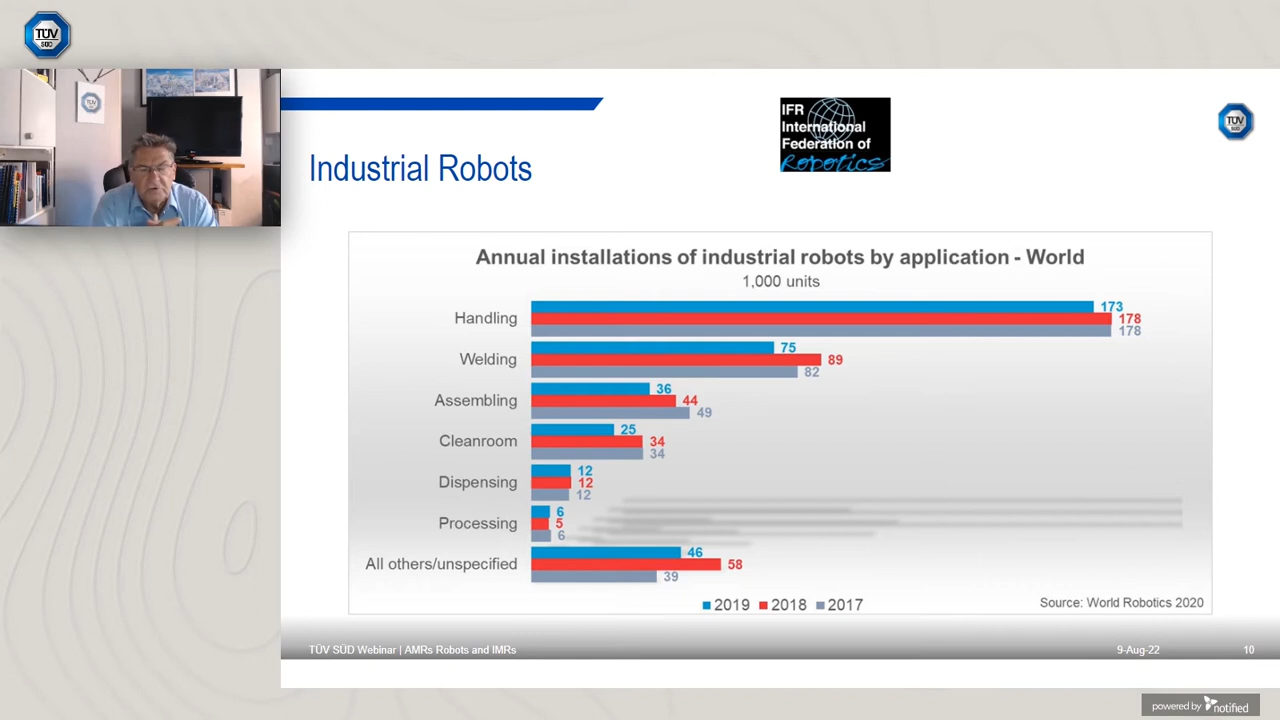 TÜV
SÜD
TÜV
IFR
International
Federation of
Robotics
TÜV
SÜD
Industrial Robots
Annual installations of industrial robots by application - World
1,000 units
Handling
173
178
178
Welding
75
89
82
Assembling
36
44
49
Cleanroom
25
34
34
Dispensing
12
12
12
Processing
6
5
6
All others/unspecified
46
58
39
2019 2018 2017
Source: World Robotics 2020
TÜV SÜD Webinar | AMRs Robots and IMRs 9-Aug-22 10
powered by notified